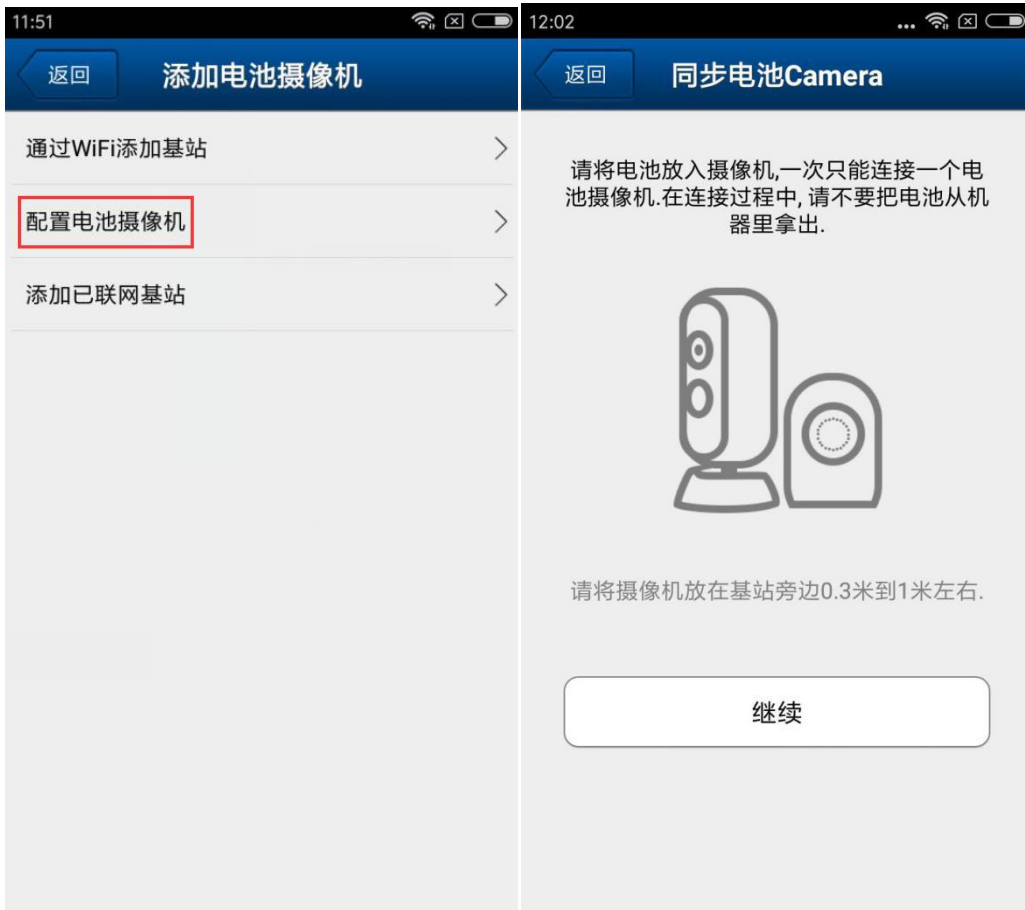 11:51
返回
添加电池摄像机
通过WiFi添加基站
配置电池摄像机
添加已联网基站
12:02
返回
同步电池Camera
请将电池放入摄像机,一次只能连接一个电
池摄像机.在连接过程中, 请不要把电池从机
器里拿出.
请将摄像机放在基站旁边0.3米到1米左右.
继续